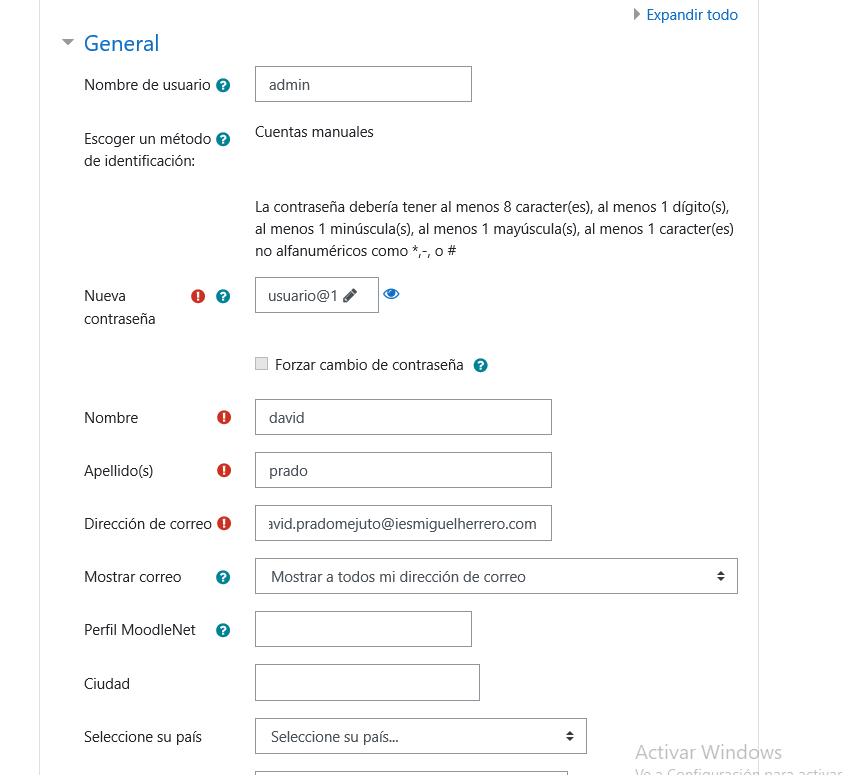 Expandir todo
General
Nombre de usuario
admin
Escoger un método
de identificación:
Cuentas manuales
La contraseña debería tener al menos 8 caracter(es), al menos 1 dígito(s),
al menos 1 minúscula(s), al menos 1 mayúscula(s), al menos 1 caracter(es)
no alfanuméricos como *,-, o #
Nueva
contraseña
usuario@1
Forzar cambio de contraseña
Nombre
david
Apellido(s)
prado
Dirección de correo
avid.pradomejuto@iesmiguelherrero.com
Mostrar correo
Mostrar a todos mi dirección de correo
Perfil MoodleNet
Ciudad
Seleccione su país
Seleccione su país...
Activar Windows
Ve a Configuración para activar